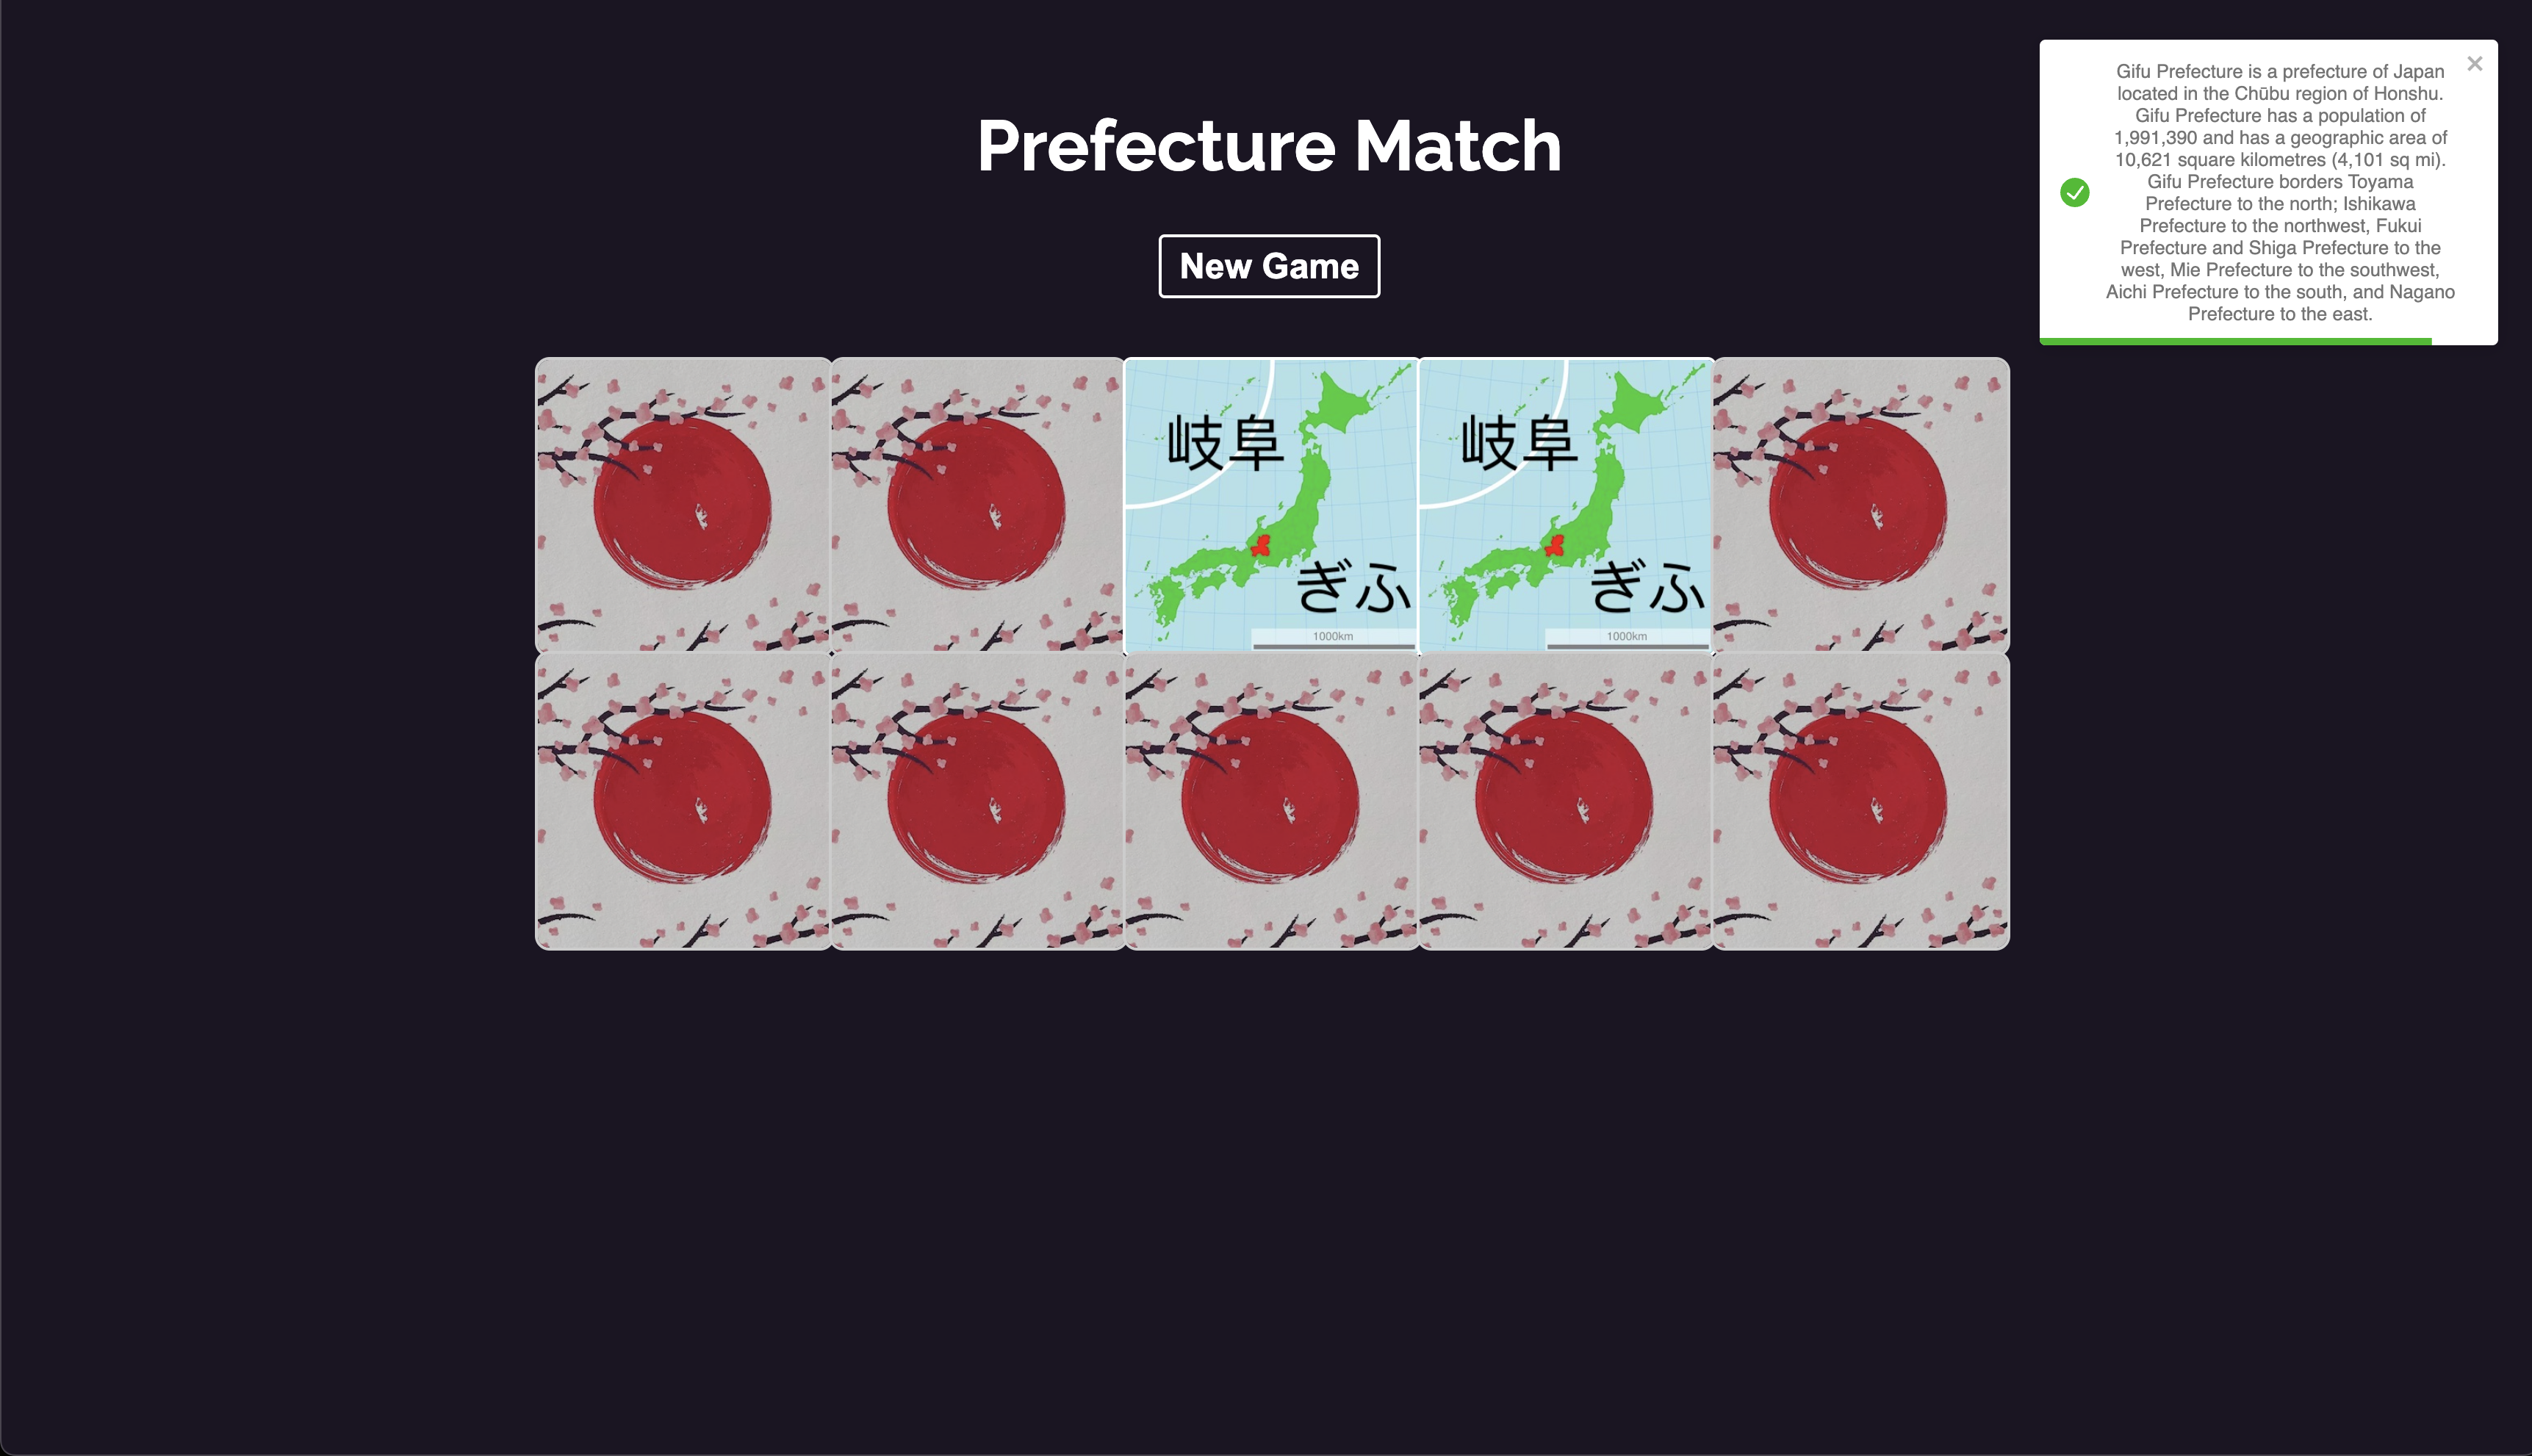 Prefecture Match
New Game
Gifu Prefecture is a prefecture of Japan
located in the Chūbu region of Honshu.
Gifu Prefecture has a population of
1,991,390 and has a geographic area of
10,621 square kilometres (4,101 sq mi).
Gifu Prefecture borders Toyama
Prefecture to the north; Ishikawa
Prefecture to the northwest, Fukui
Prefecture and Shiga Prefecture to the
west, Mie Prefecture to the southwest,
Aichi Prefecture to the south, and Nagano
Prefecture to the east.
岐阜
ぎふ
1000km
岐阜
ぎふ
1000km